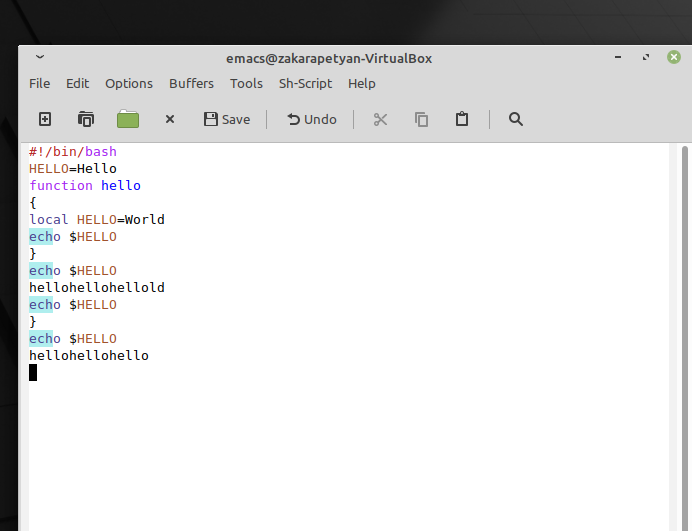 emacs@zakarapetyan-VirtualBox
File Edit Options Buffers Tools Sh-Script Help
Save Undo
#!/bin/bash
HELLO=Hello
function hello
{
local HELLO=World
echo $HELLO
}
echo $HELLO
hellohellohellold
echo $HELLO
}
echo $HELLO
hellohellohello